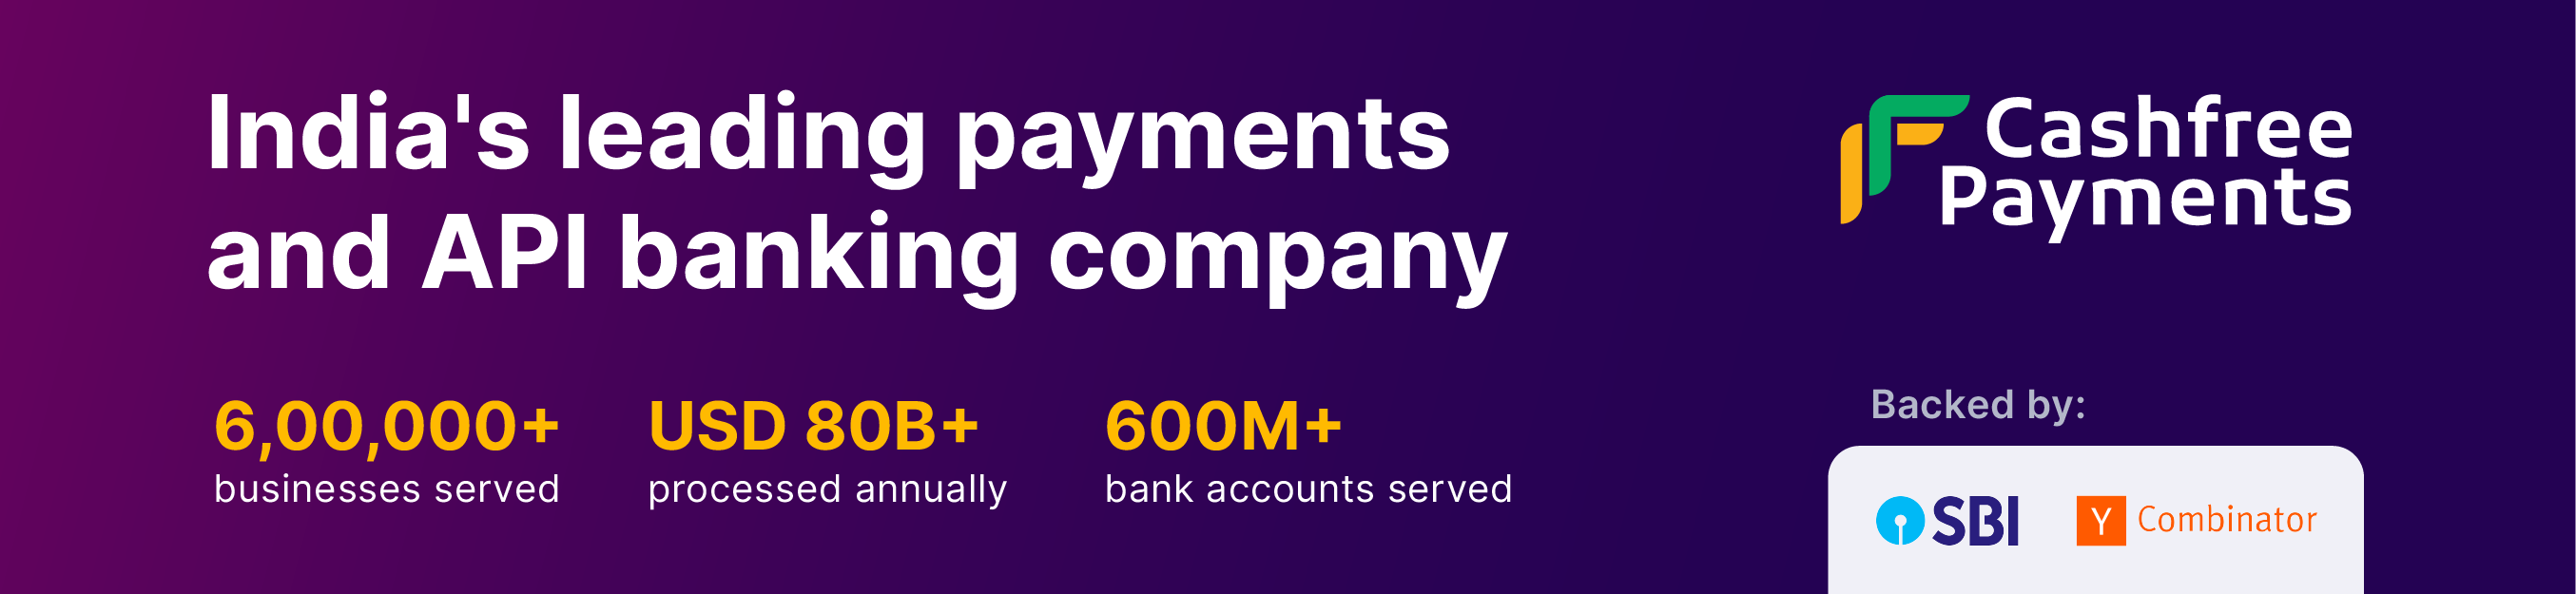 India's leading payments
and API banking company
Cashfree
Payments
6,00,000+
businesses served
USD 80B+
processed annually
600M+
bank accounts served
Backed by:
SBI
Y Combinator